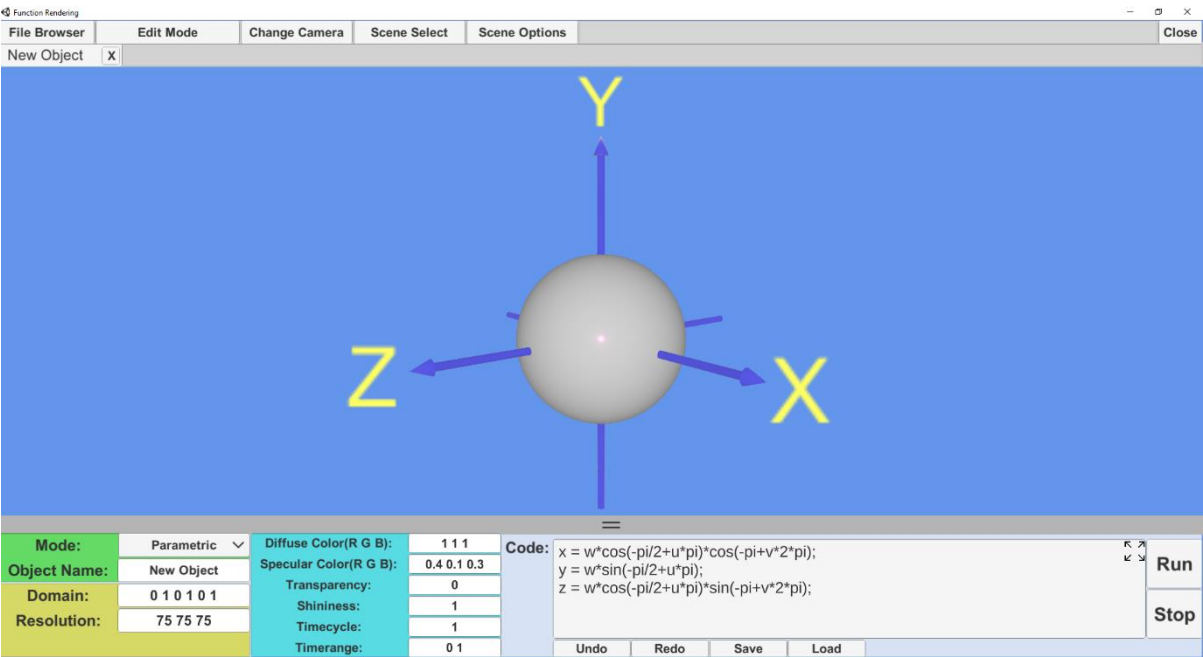 Function Rendering
File Browser Edit Mode Change Camera Scene Select Scene Options Close
New Object X
Y
Z
X
Mode: Parametric
Object Name: New Object
Domain: 0 1 0 1 0 1
Resolution: 75 75 75
Diffuse Color(R G B): 1 1 1
Specular Color(R G B): 0.4 0.1 0.3
Transparency: 0
Shininess: 1
Timecycle: 1
Timerange: 0 1
Code:
x = w*cos(-pi/2+u*pi)*cos(-pi+v*2*pi);
y = w*sin(-pi/2+u*pi);
z = w*cos(-pi/2+u*pi)*sin(-pi+v*2*pi);
Undo Redo Save Load
Run
Stop